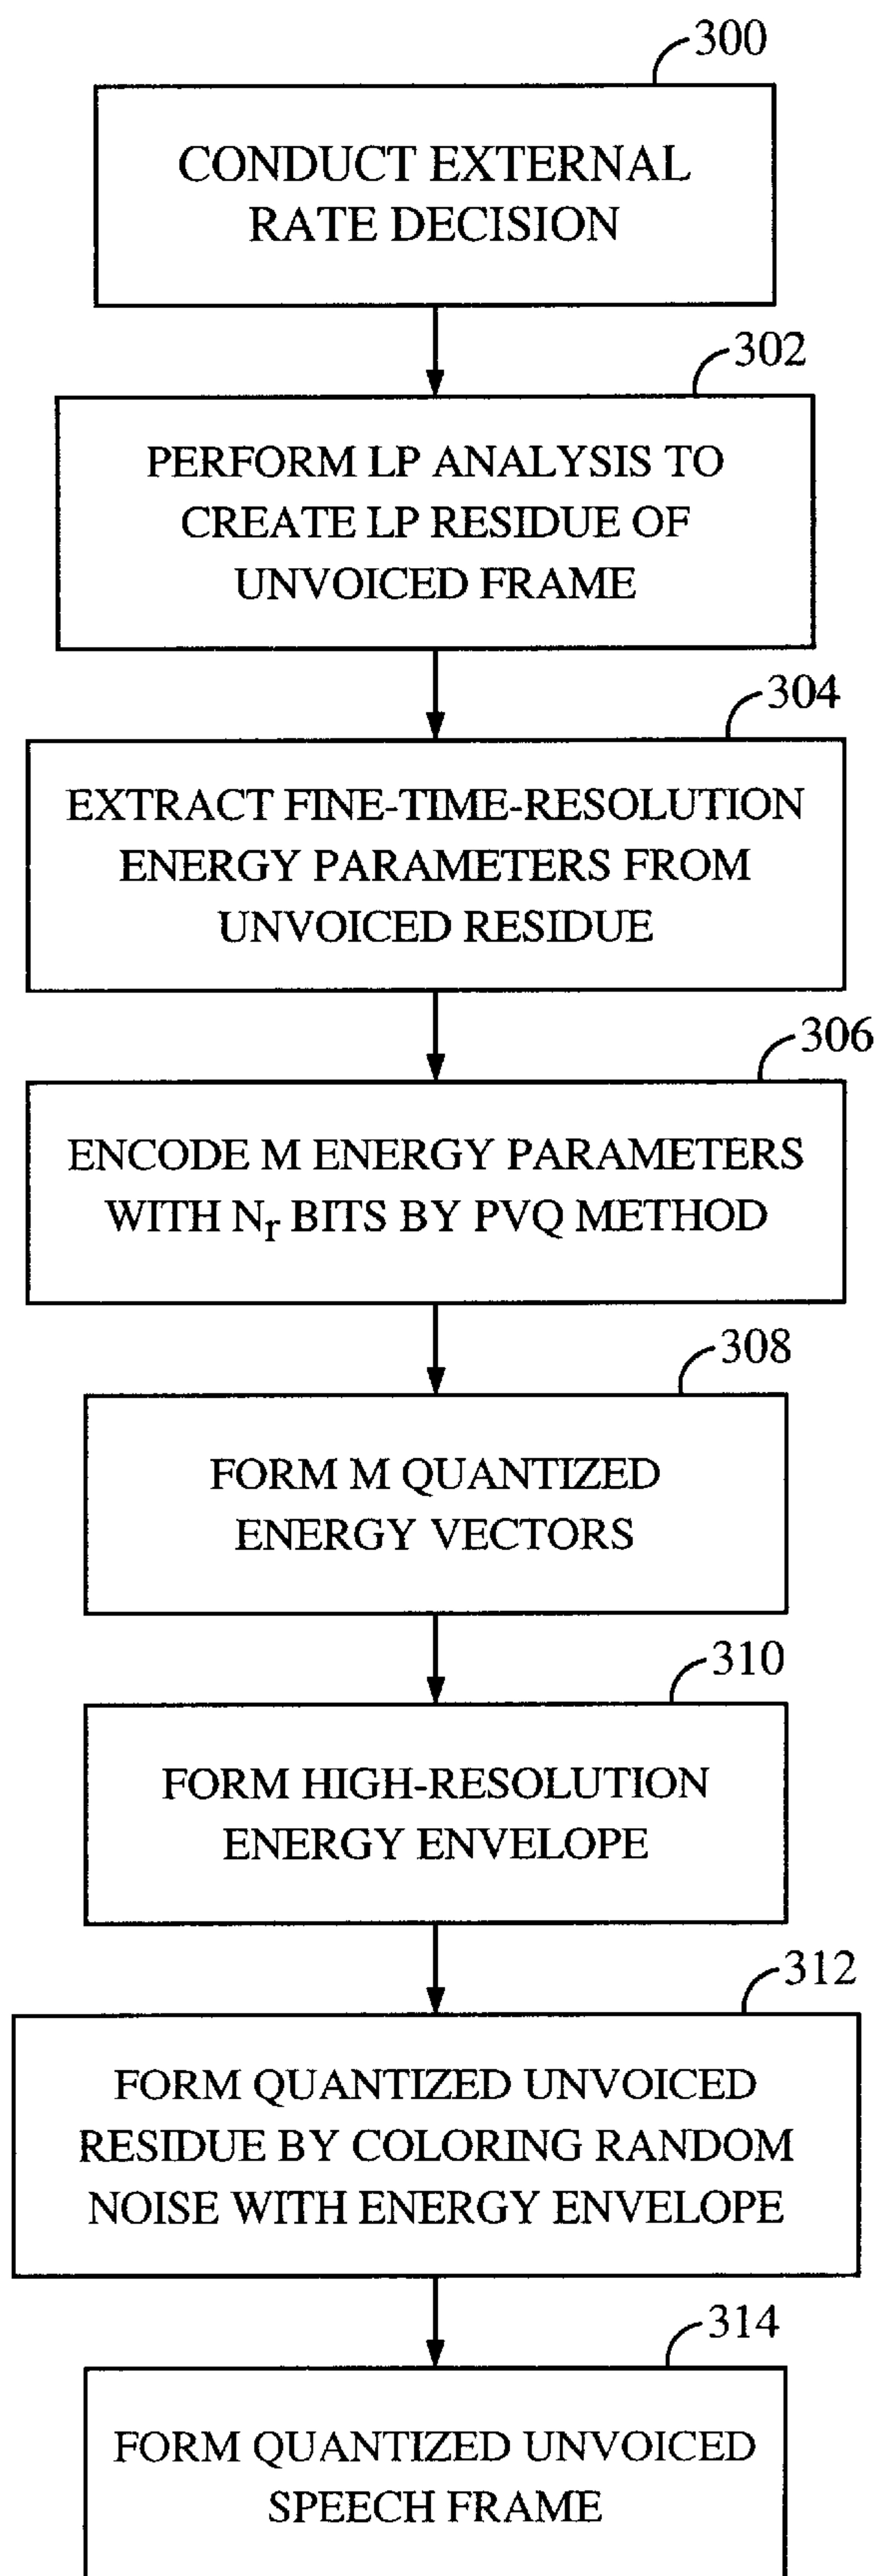 300
CONDUCT EXTERNAL
RATE DECISION
302
PERFORM LP ANALYSIS TO
CREATE LP RESIDUE OF
UNVOICED FRAME
304
EXTRACT FINE-TIME-RESOLUTION
ENERGY PARAMETERS FROM
UNVOICED RESIDUE
306
ENCODE M ENERGY PARAMETERS
WITH Nr BITS BY PVQ METHOD
308
FORM M QUANTIZED
ENERGY VECTORS
310
FORM HIGH-RESOLUTION
ENERGY ENVELOPE
312
FORM QUANTIZED UNVOICED
RESIDUE BY COLORING RANDOM
NOISE WITH ENERGY ENVELOPE
314
FORM QUANTIZED UNVOICED
SPEECH FRAME